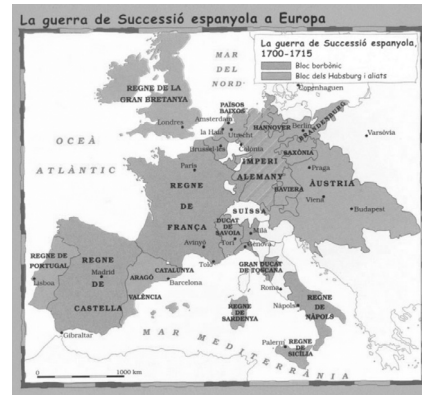 La guerra de Successió espanyola a Europa
La guerra de Successió espanyola,
1700-1715
Bloc borbònic
Bloc dels Habsburg i aliats
MAR
DEL
NORD
REGNE DE LA
GRAN BRETANYA
Londres
PAÏSOS
BAIXOS
Amsterdam
la Haia
Utrecht
Brussel·les
Colònia
HANNOVER
Copenhaguen
Berlín
BRANDENBURG
Varsòvia
SAXÒNIA
OCEÀ
ATLÀNTIC
París
IMPERI
ALEMANY
Praga
REGNE
DE
FRANÇA
BAVIERA
ÀUSTRIA
Viena
Budapest
SUÏSSA
DUCAT
DE
SAVOIA
Milà
Torí
Gènova
Avinyó
Toló
GRAN DUCAT
DE TOSCANA
REGNE DE
PORTUGAL
Lisboa
REGNE
DE
CASTELLA
Madrid
ARAGÓ
CATALUNYA
Barcelona
VALÈNCIA
Roma
Nàpols
REGNE
DE
NÀPOLS
REGNE
DE
SARDENYA
Gibraltar
MAR MEDITERRÀNIA
Palerm
REGNE
DE
SICÍLIA
0 1000 km